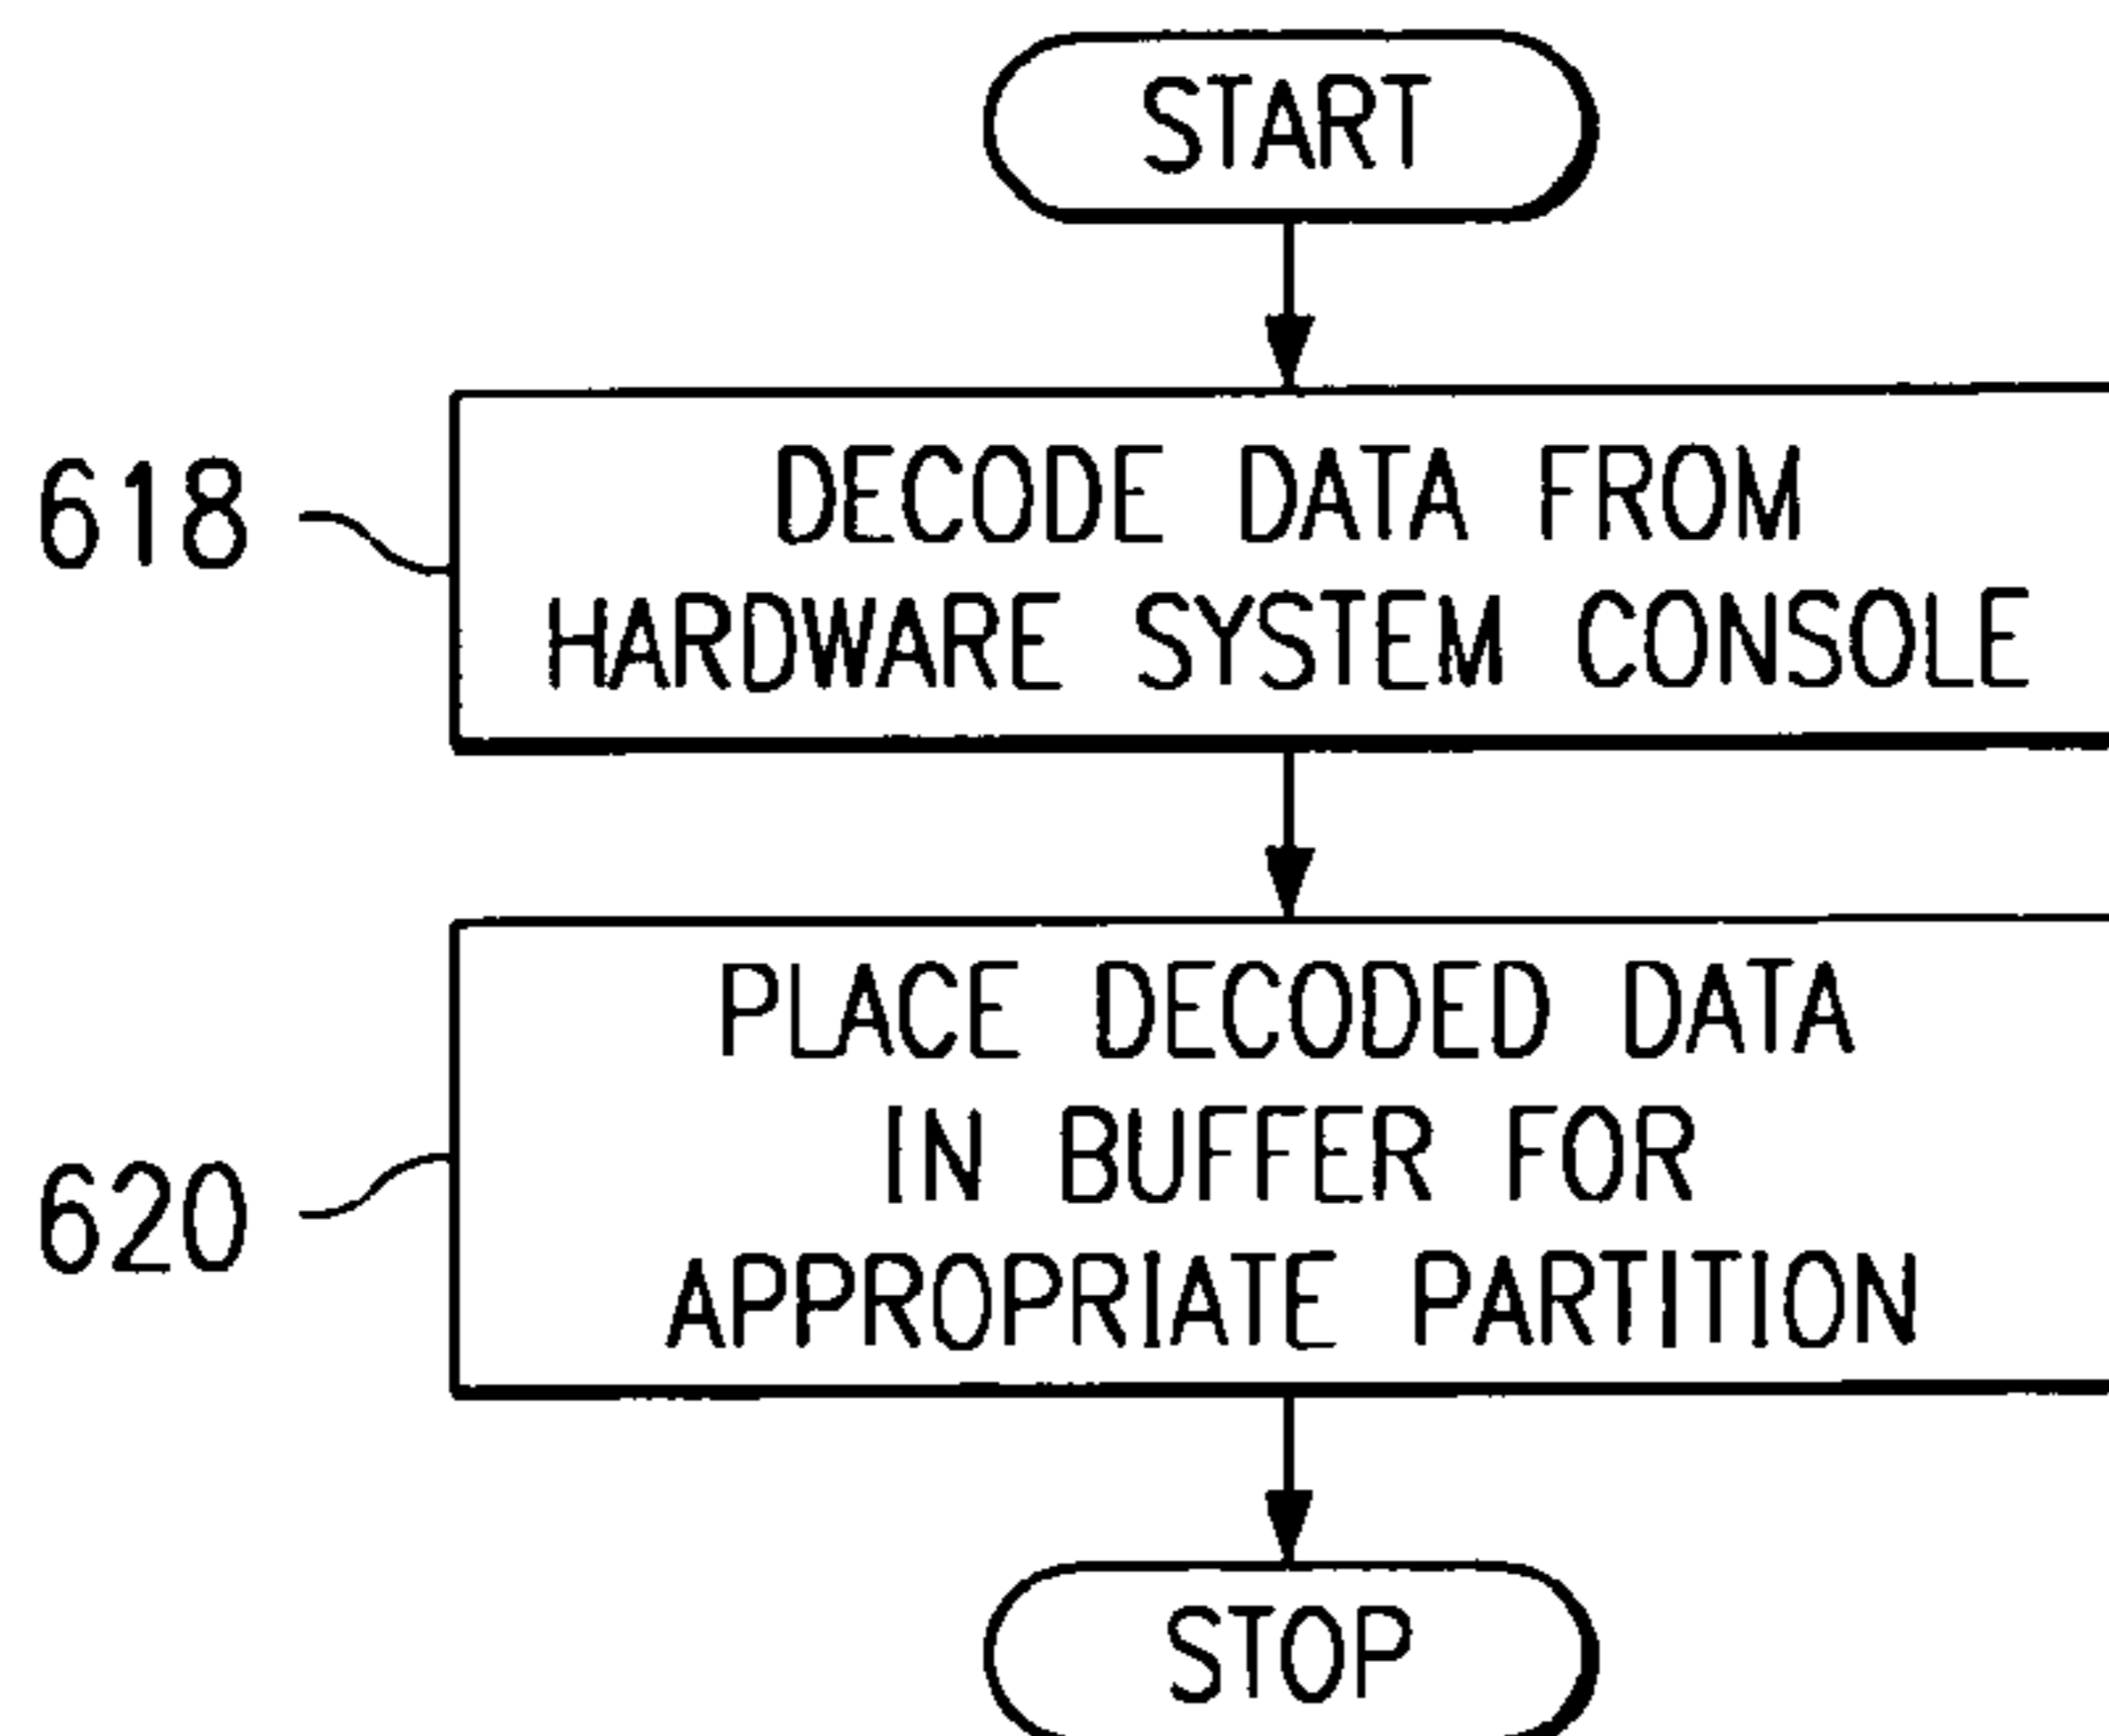 START
618
DECODE DATA FROM
HARDWARE SYSTEM CONSOLE
PLACE DECODED DATA
IN BUFFER FOR
620
APPROPRIATE PARTITION
STOP